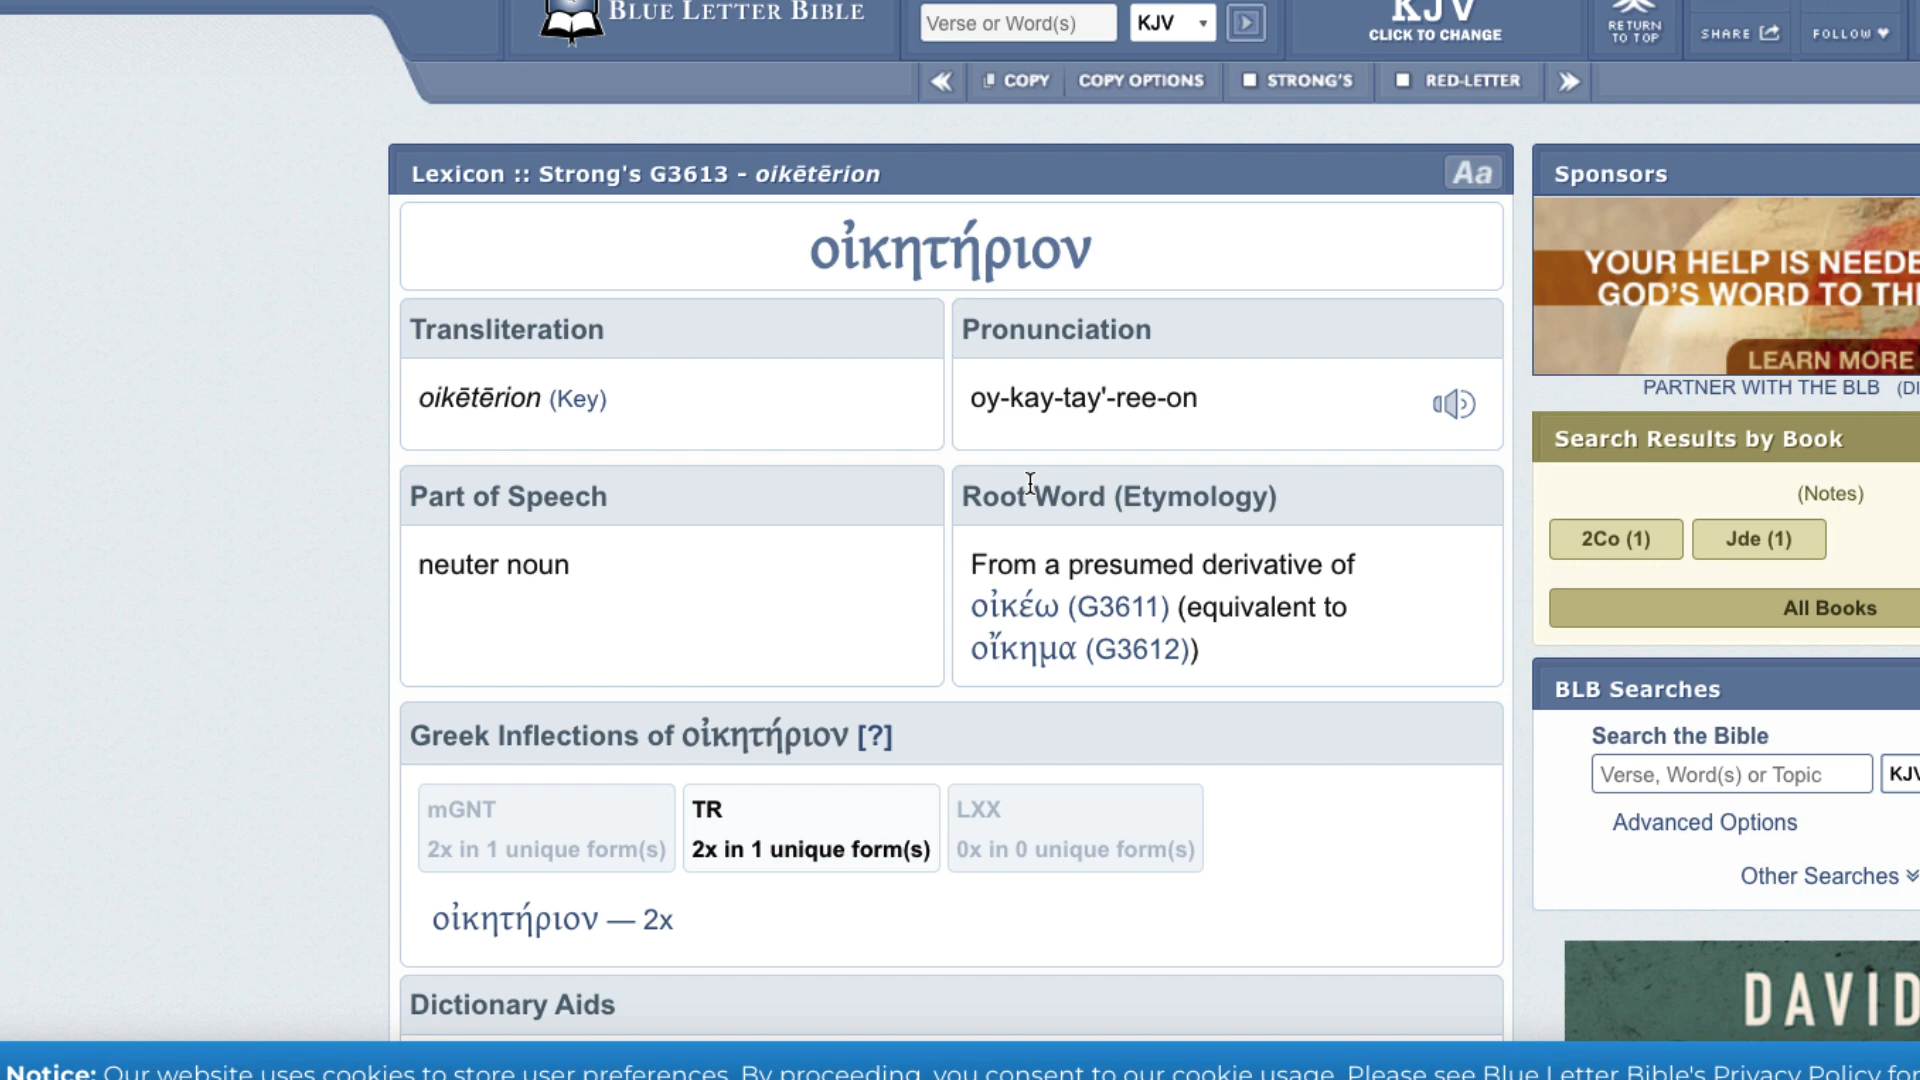 BLUE LETTER BIBLE
Verse or Word(s)
KJV
KJV
CLICK TO CHANGE
RETURN
TO TOP
SHARE
FOLLOW
COPY
COPY OPTIONS
STRONG'S
RED-LETTER
Lexicon :: Strong's G3613 - oikētērion
Aa
οἰκητήριον
Transliteration
oikētērion (Key)
Pronunciation
oy-kay-tay'-ree-on
Part of Speech
neuter noun
Root Word (Etymology)
From a presumed derivative of
οἰκέω (G3611) (equivalent to
οἴκημα (G3612))
Greek Inflections of οἰκητήριον [?]
mGNT
2x in 1 unique form(s)
TR
2x in 1 unique form(s)
LXX
0x in 0 unique form(s)
οἰκητήριον — 2x
Dictionary Aids
Sponsors
YOUR HELP IS NEEDE
GOD'S WORD TO TH
LEARN MORE
PARTNER WITH THE BLB (DI
Search Results by Book
(Notes)
2Co (1)
Jde (1)
All Books
BLB Searches
Search the Bible
Verse, Word(s) or Topic
KJV
Advanced Options
Other Searches
DAVID
Notice: Our website uses cookies to store user preferences. By proceeding, you consent to our cookie usage. Please see Blue Letter Bible's Privacy Policy for